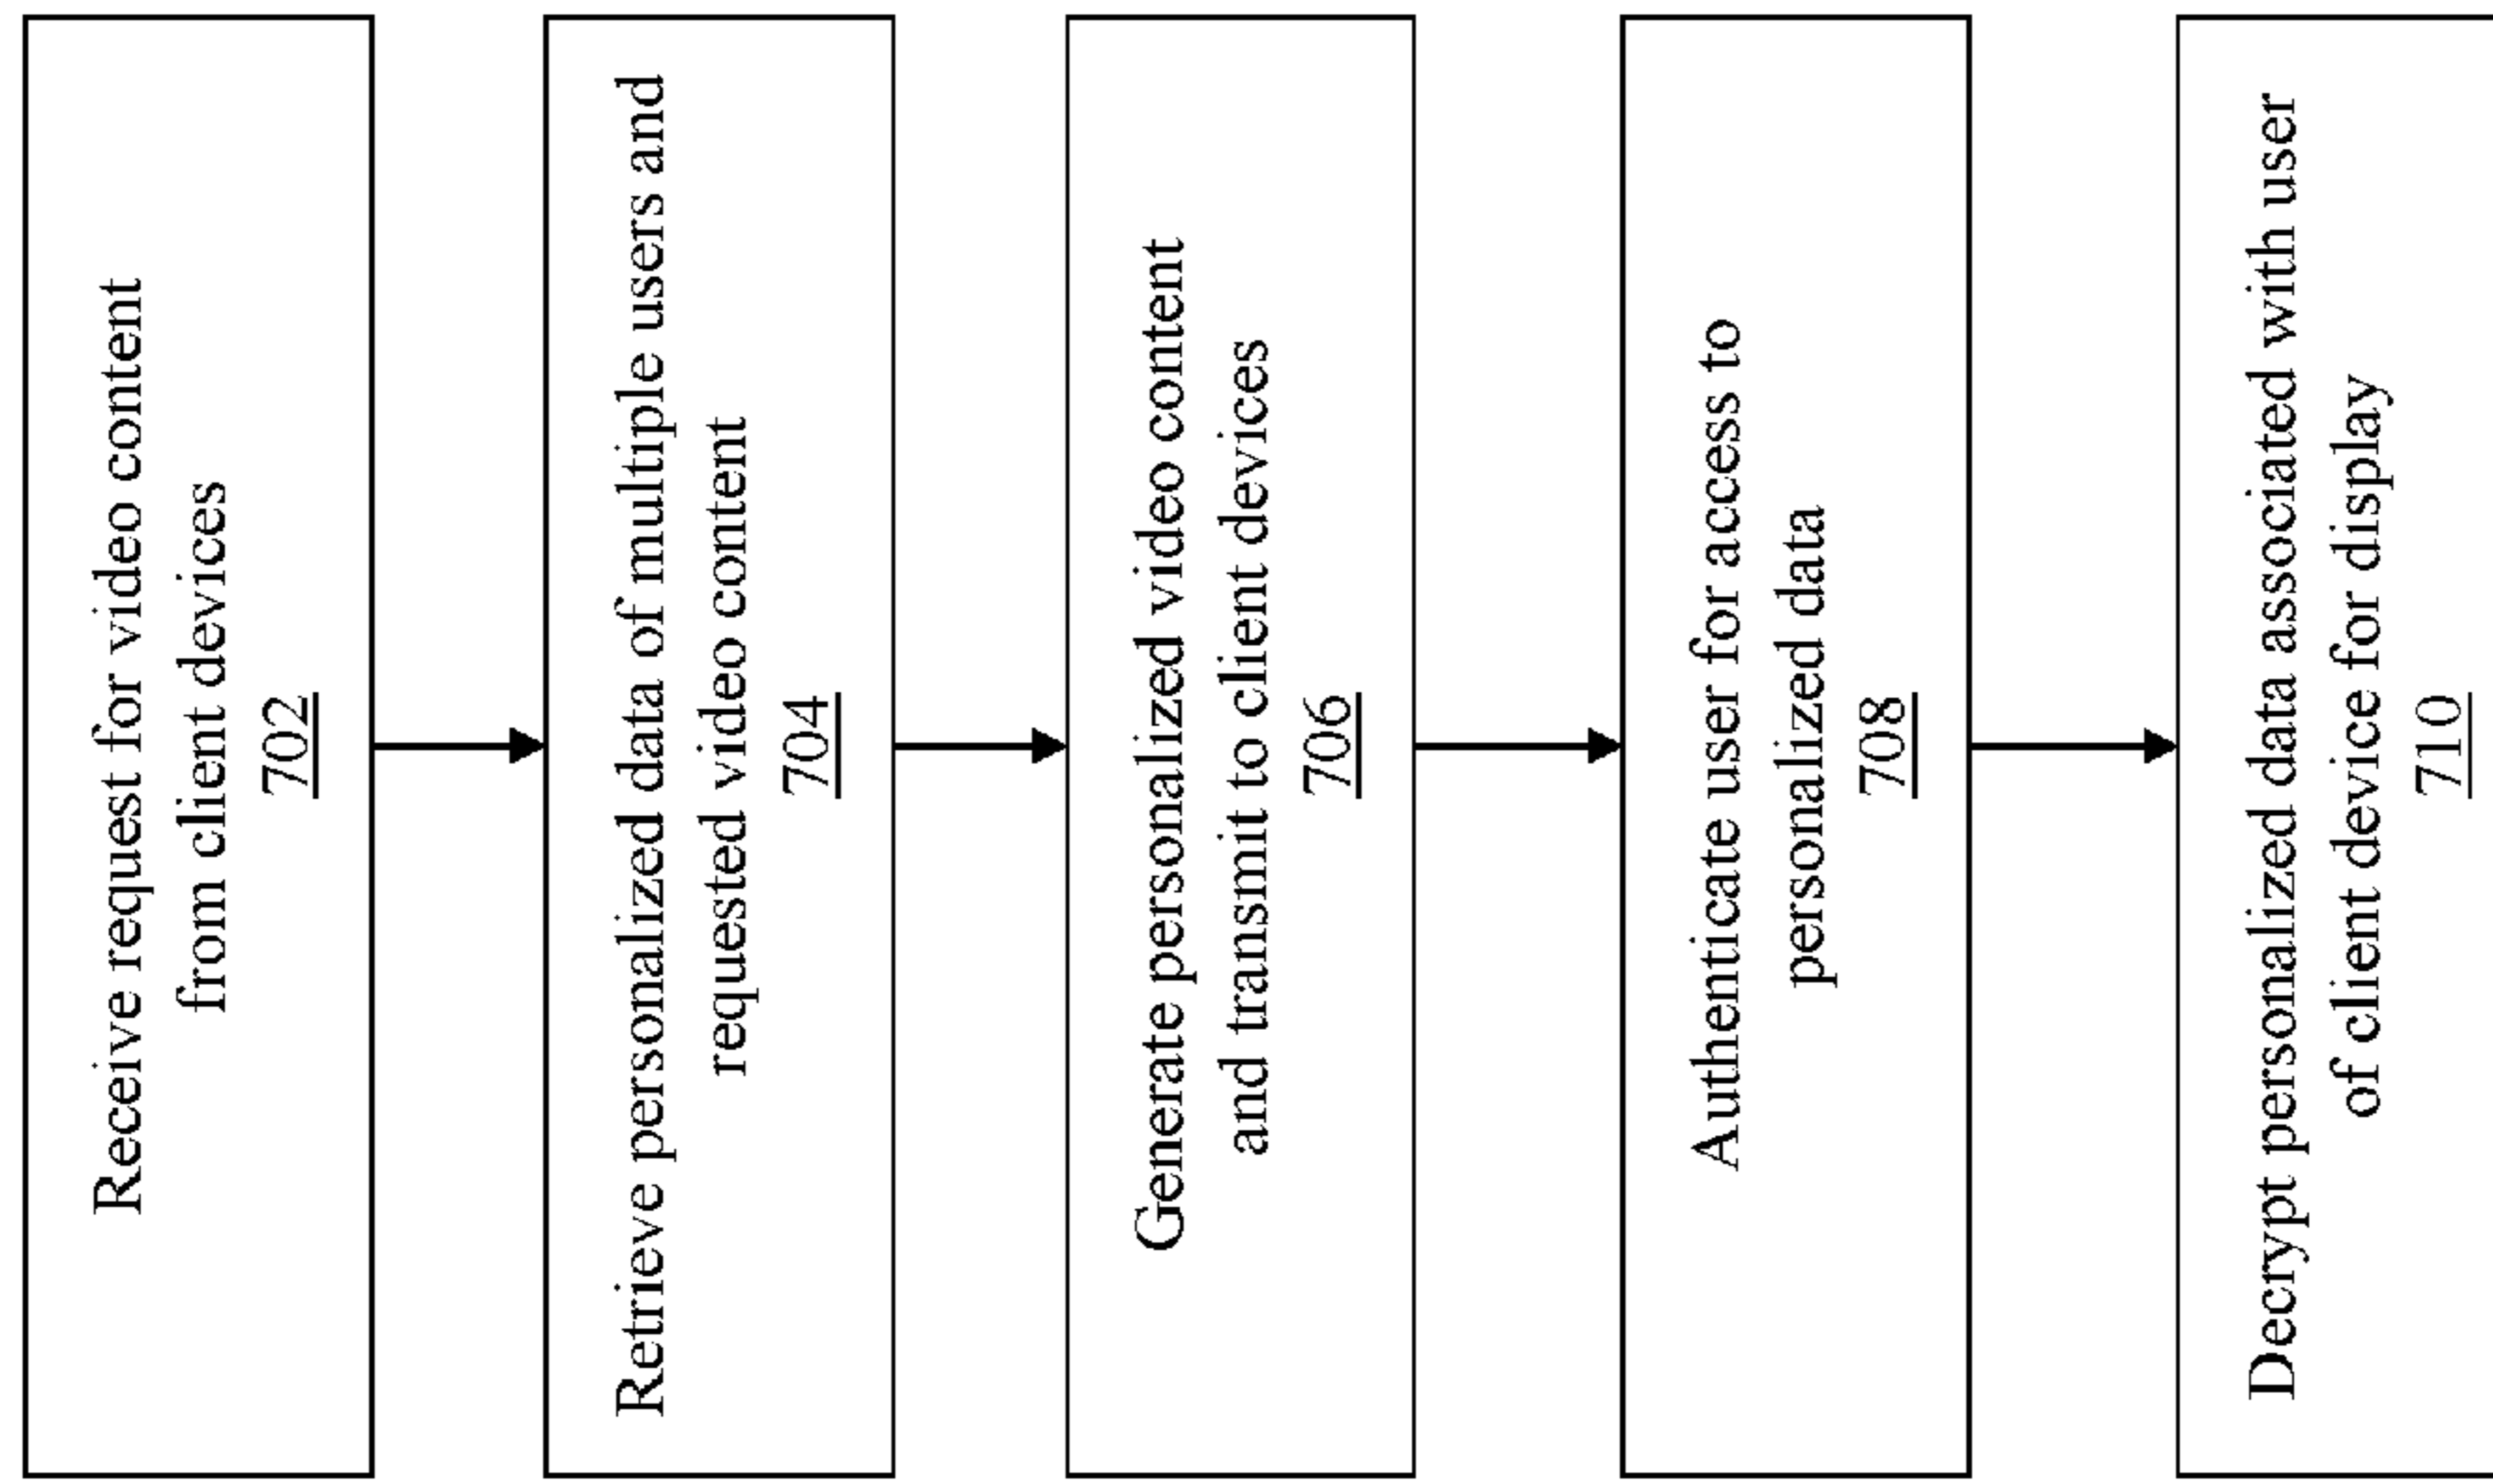 Receive request for video content
from client devices
702
Retrieve personalized data of multiple users and
requested video content
704
Generate personalized video content
and transmit to client devices
706
Authenticate user for access to
personalized data
708
Decrypt personalized data associated with user
of client device for display
710